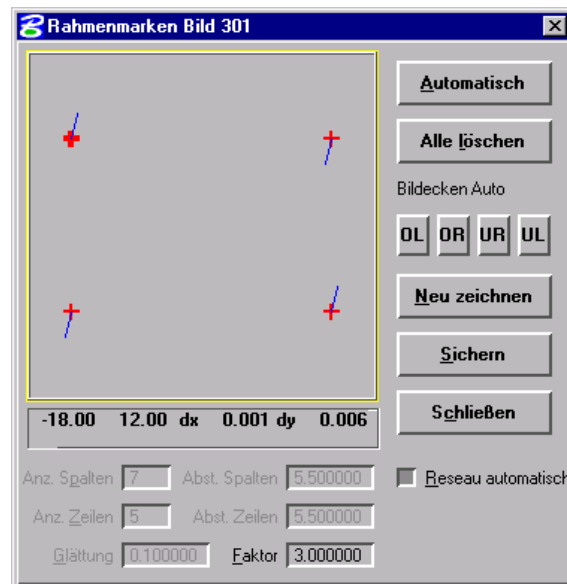 Rahmenmarken Bild 301
Automatisch
Alle löschen
Bildecken Auto
OL OR UR UL
Neu zeichnen
Sichern
Schließen
-18.00 12.00 dx 0.001 dy 0.006
Anz. Spalten 7 Abst. Spalten 5.500000
Reseau automatisch
Anz. Zeilen 5 Abst. Zeilen 5.500000
Glättung 0.100000 Faktor 3.000000